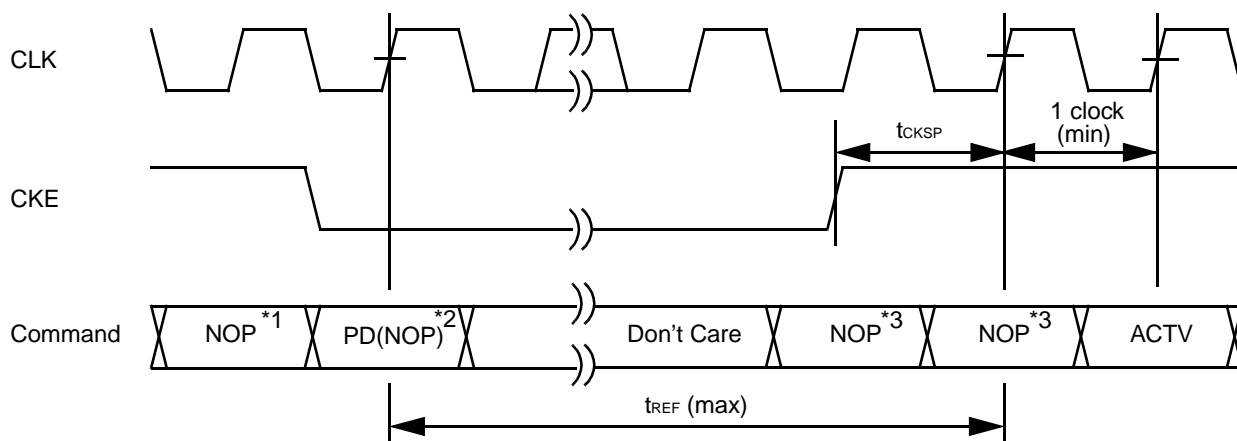 CLK
tCKSP
1 clock
(min)
CKE
Command
NOP*1
PD(NOP)*2
Don't Care
NOP*3
NOP*3
ACTV
tREF (max)